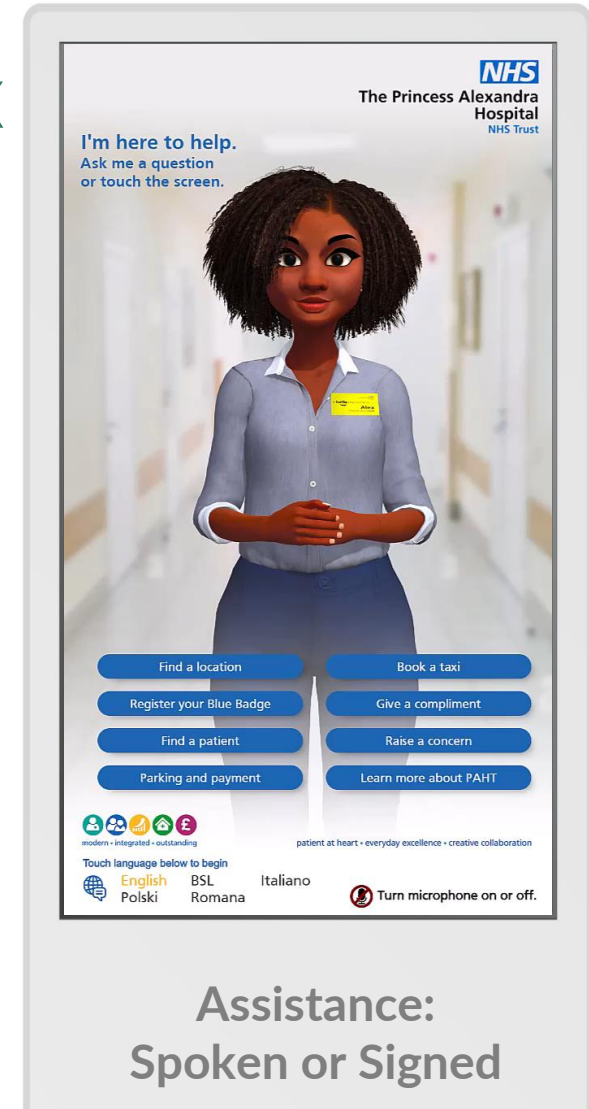 NHS
The Princess Alexandra
Hospital
NHS Trust
I'm here to help.
Ask me a question
or touch the screen.
Alex
Find a location
Book a taxi
Register your Blue Badge
Give a compliment
Find a patient
Raise a concern
Parking and payment
Learn more about PAHT
£
modern • integrated • outstanding
patient at heart • everyday excellence • creative collaboration
Touch language below to begin
English BSL Italiano
Polski Romana
Turn microphone on or off.
Assistance:
Spoken or Signed